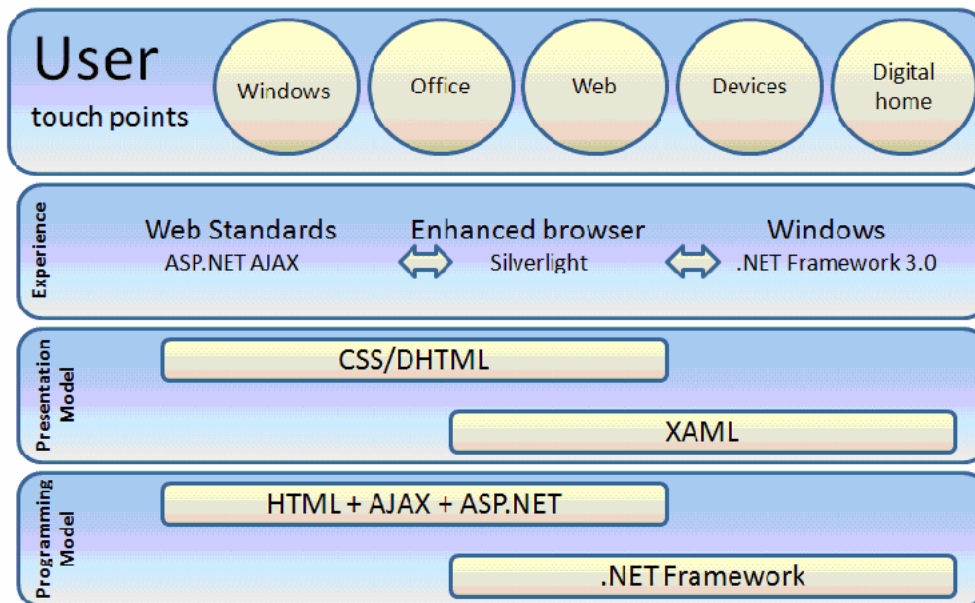 User
touch points
Windows
Office
Web
Devices
Digital
home
Experience
Web Standards
ASP.NET AJAX
Enhanced browser
Silverlight
Windows
.NET Framework 3.0
Presentation
Model
CSS/DHTML
XAML
Programming
Model
HTML + AJAX + ASP.NET
.NET Framework